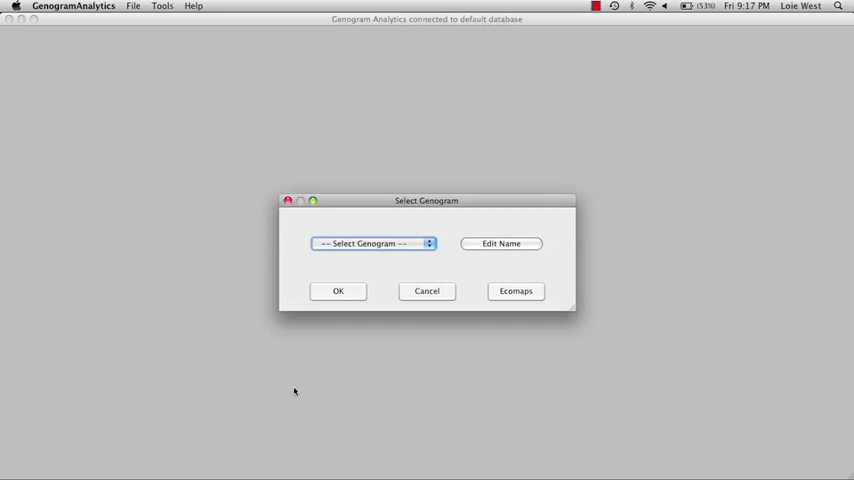 GenogramAnalytics File Tools Help (53%) Fri 9:17 PM Loie West
Genogram Analytics connected to default database
Select Genogram
-- Select Genogram -- Edit Name
OK Cancel Ecomaps